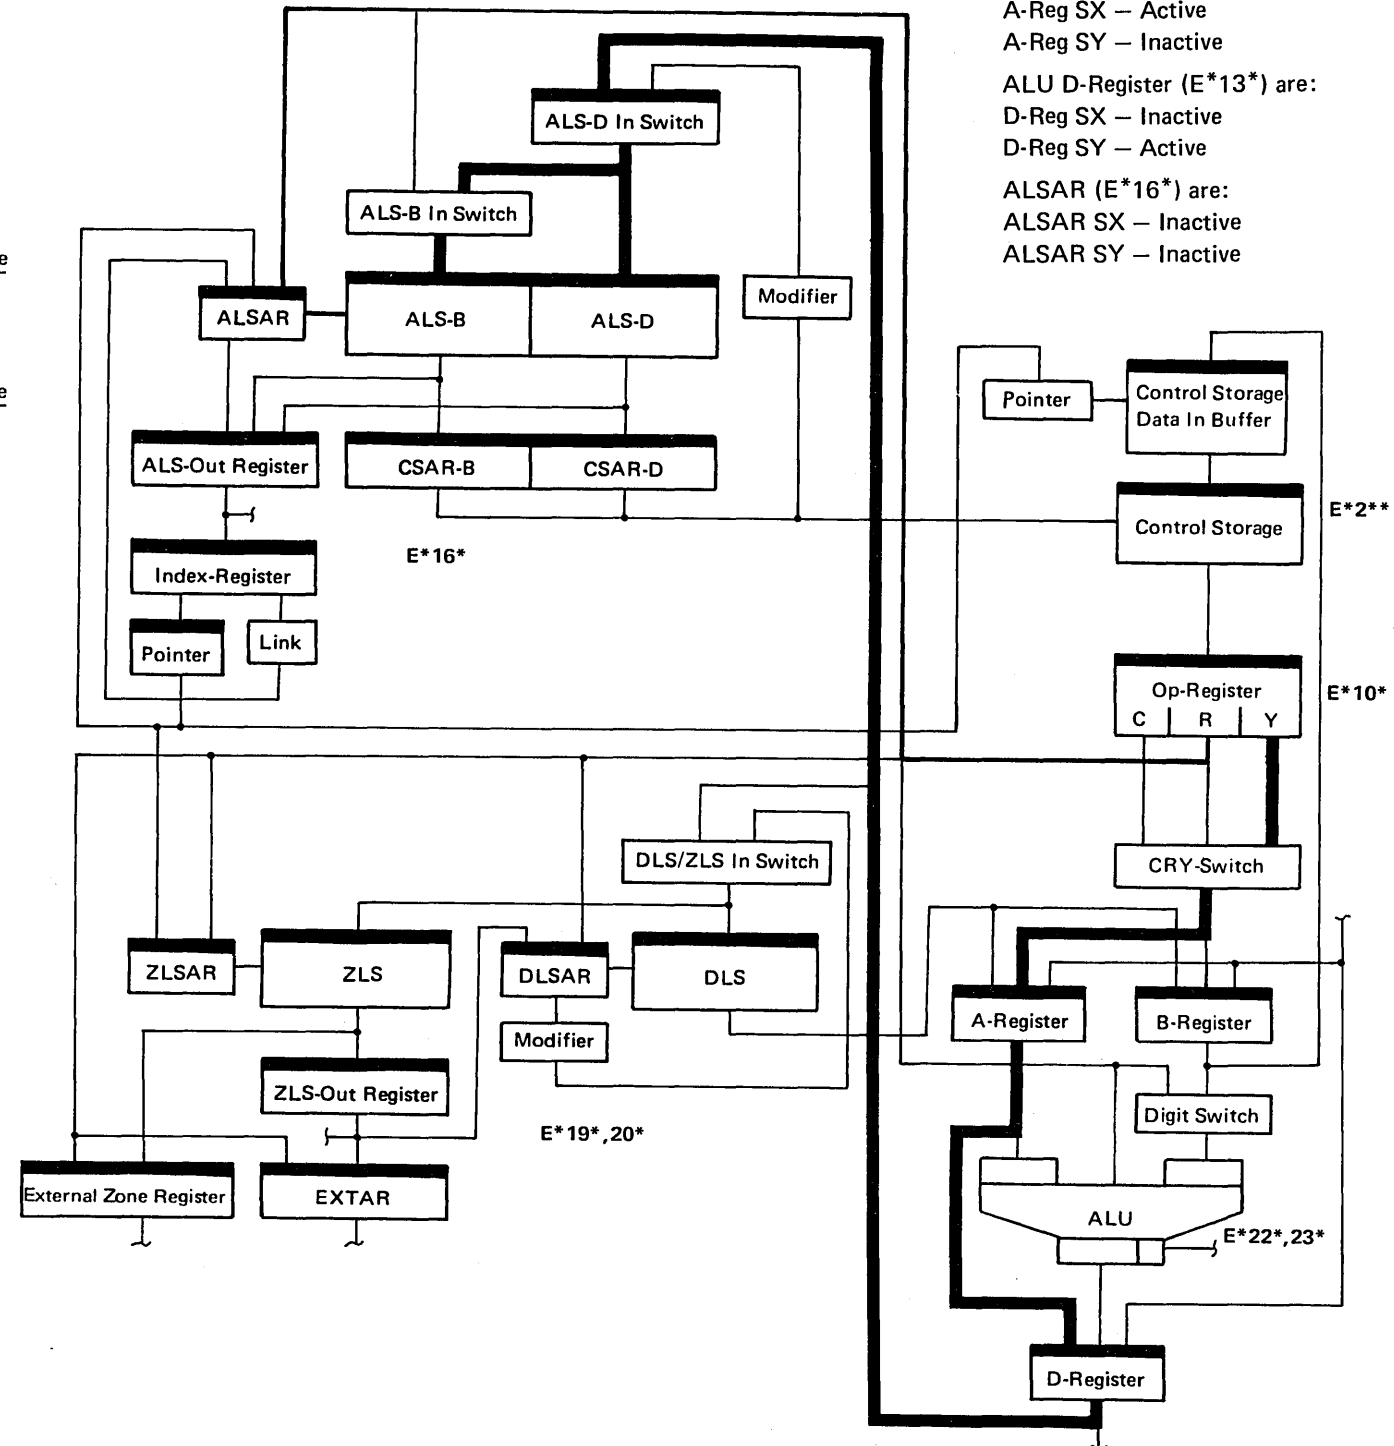 A-Reg SX — Active
A-Reg SY — Inactive
ALU D-Register (E*13*) are:
D-Reg SX — Inactive
D-Reg SY — Active
ALSAR (E*16*) are:
ALSAR SX — Inactive
ALSAR SY — Inactive
ALS-D In Switch
ALS-B In Switch
e
Modifier
ALSAR
ALS-B
ALS-D
e
Pointer
Control Storage
Data In Buffer
ALS-Out Register
CSAR-B
CSAR-D
E*2**
Control Storage
E*16*
Index-Register
Link
Pointer
Op-Register
E*10*
C
R
Y
DLS/ZLS In Switch
CRY-Switch
ZLSAR
ZLS
DLSAR
DLS
A-Register
B-Register
Modifier
ZLS-Out Register
Digit Switch
E*19*,20*
External Zone Register
EXTAR
ALU
E*22*,23*
D-Register